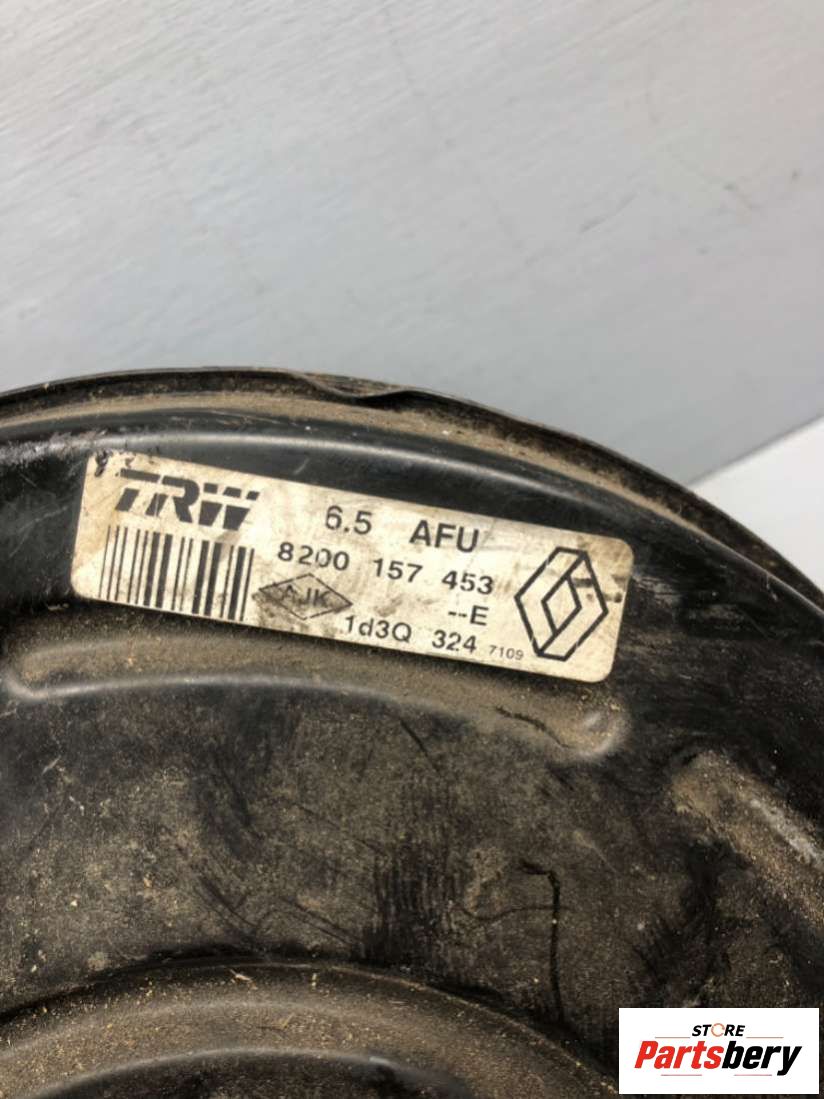 TRW 6.5 AFU
8200 157 453
AJK --E
1d3Q 324 7109
STORE
Partsbery